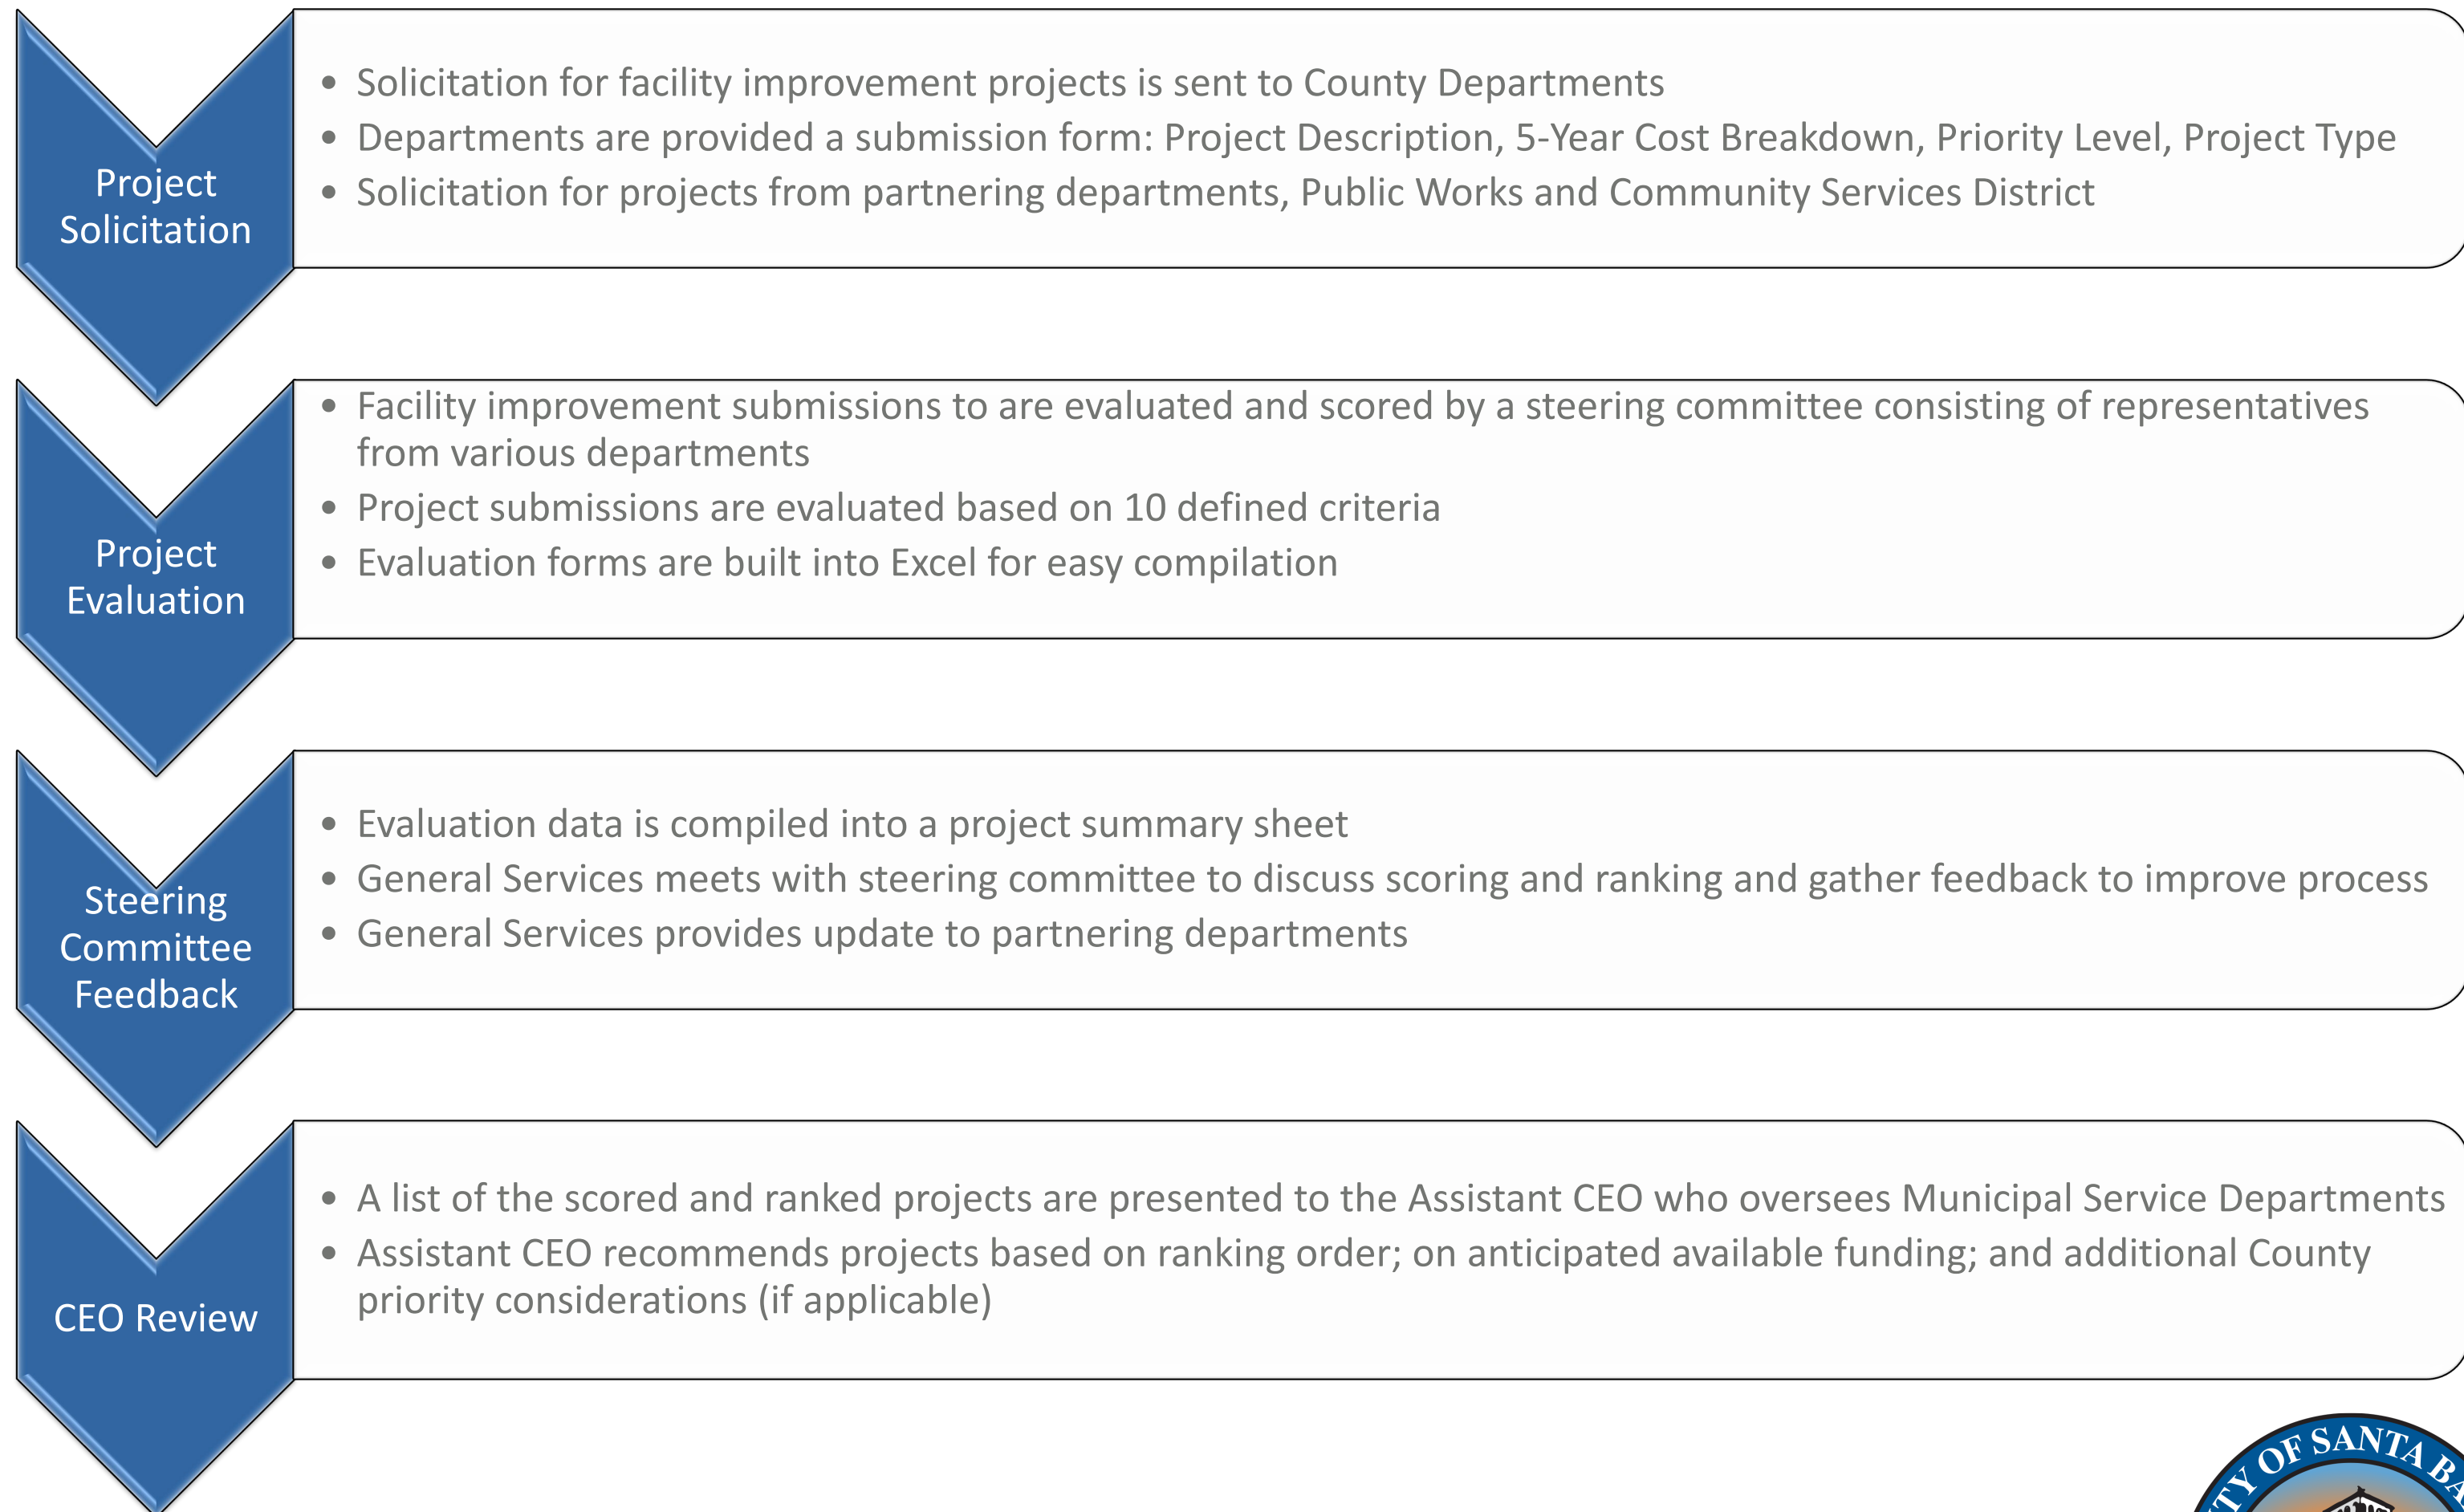 Project
Solicitation
• Solicitation for facility improvement projects is sent to County Departments
• Departments are provided a submission form: Project Description, 5-Year Cost Breakdown, Priority Level, Project Type
• Solicitation for projects from partnering departments, Public Works and Community Services District
Project
Evaluation
• Facility improvement submissions to are evaluated and scored by a steering committee consisting of representatives
from various departments
• Project submissions are evaluated based on 10 defined criteria
• Evaluation forms are built into Excel for easy compilation
Steering
Committee
Feedback
• Evaluation data is compiled into a project summary sheet
• General Services meets with steering committee to discuss scoring and ranking and gather feedback to improve process
• General Services provides update to partnering departments
CEO Review
• A list of the scored and ranked projects are presented to the Assistant CEO who oversees Municipal Service Departments
• Assistant CEO recommends projects based on ranking order; on anticipated available funding; and additional County
priority considerations (if applicable)
OF SANTA